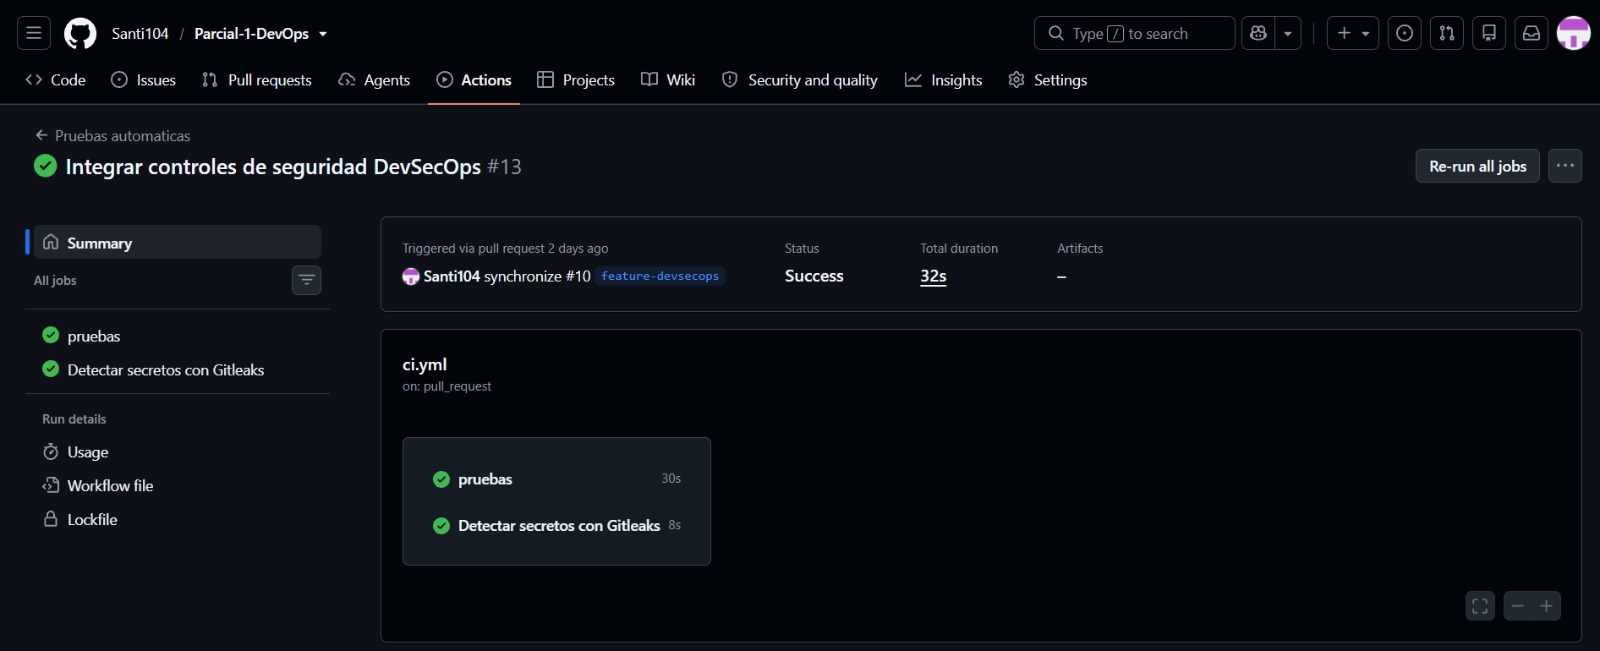 Santi104 / Parcial-1-DevOps
Type / to search
Code Issues Pull requests Agents Actions Projects Wiki Security and quality Insights Settings
Pruebas automaticas
Integrar controles de seguridad DevSecOps #13
Re-run all jobs
Summary
All jobs
pruebas
Detectar secretos con Gitleaks
Run details
Usage
Workflow file
Lockfile
Triggered via pull request 2 days ago
Santi104 synchronize #10 feature-devsecops
Status
Success
Total duration
32s
Artifacts
–
ci.yml
on: pull_request
pruebas 30s
Detectar secretos con Gitleaks 8s